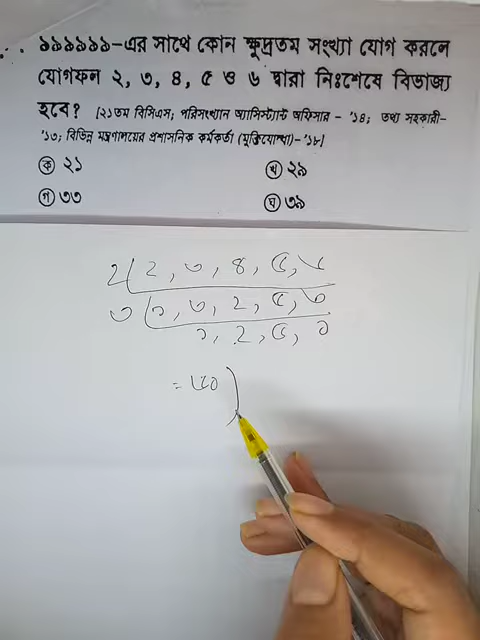 ৯৯৯৯৯৯-এর সাথে কোন ক্ষুদ্রতম সংখ্যা যোগ করলে
যোগফল ২, ৩, ৪, ৫ ও ৬ দ্বারা নিঃশেষে বিভাজ্য
হবে? [২১তম বিসিএস; পরিসংখ্যান অ্যাসিস্ট্যান্ট অফিসার – '১৪; তথ্য সহকারী–
'১৩; বিভিন্ন মন্ত্রণালয়ের প্রশাসনিক কর্মকর্তা (মুক্তিযোদ্ধা)–'১৮]
ক ২১ খ ২৯
গ ৩৩ ঘ ৩৯
২ ২, ৩, ৪, ৫, ৬
৩ ১, ৩, ২, ৫, ৩
১, ২, ৫, ১
= ৬০)